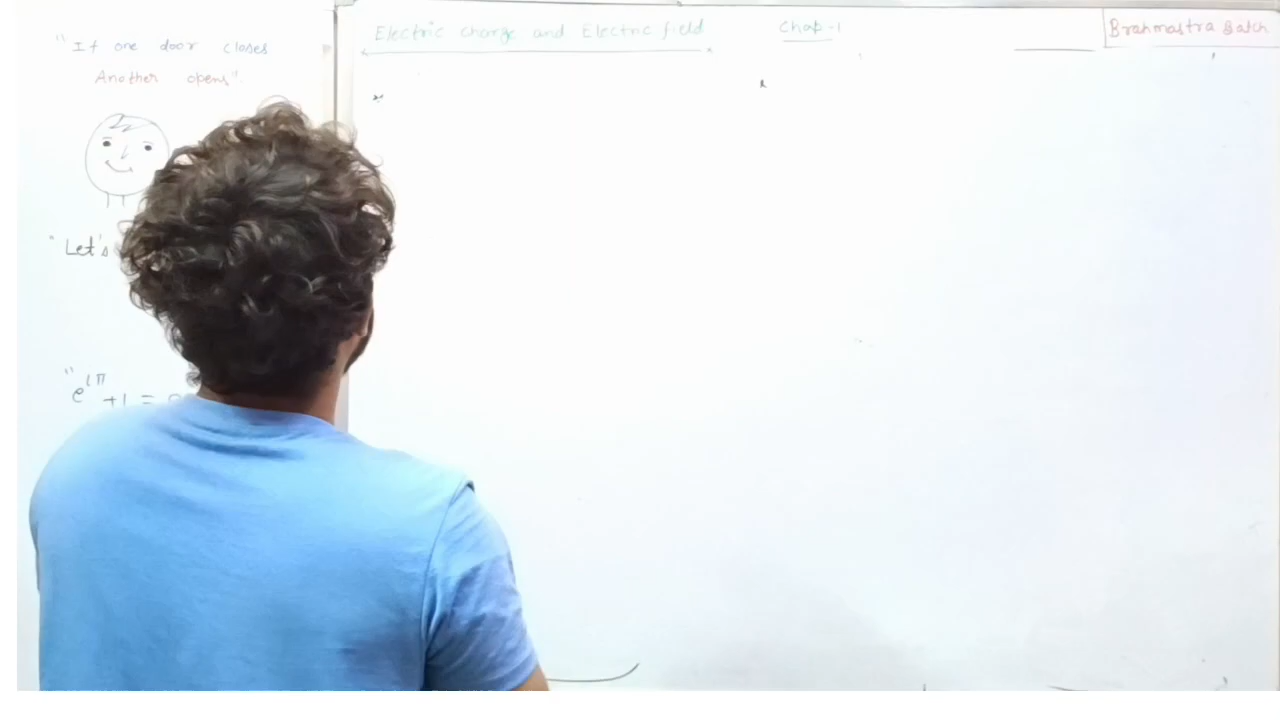 "If one door closes
Another opens"
"Let's
"e^iπ +1 =
Electric charge and Electric field
Chap-1
Brahmastra Batch